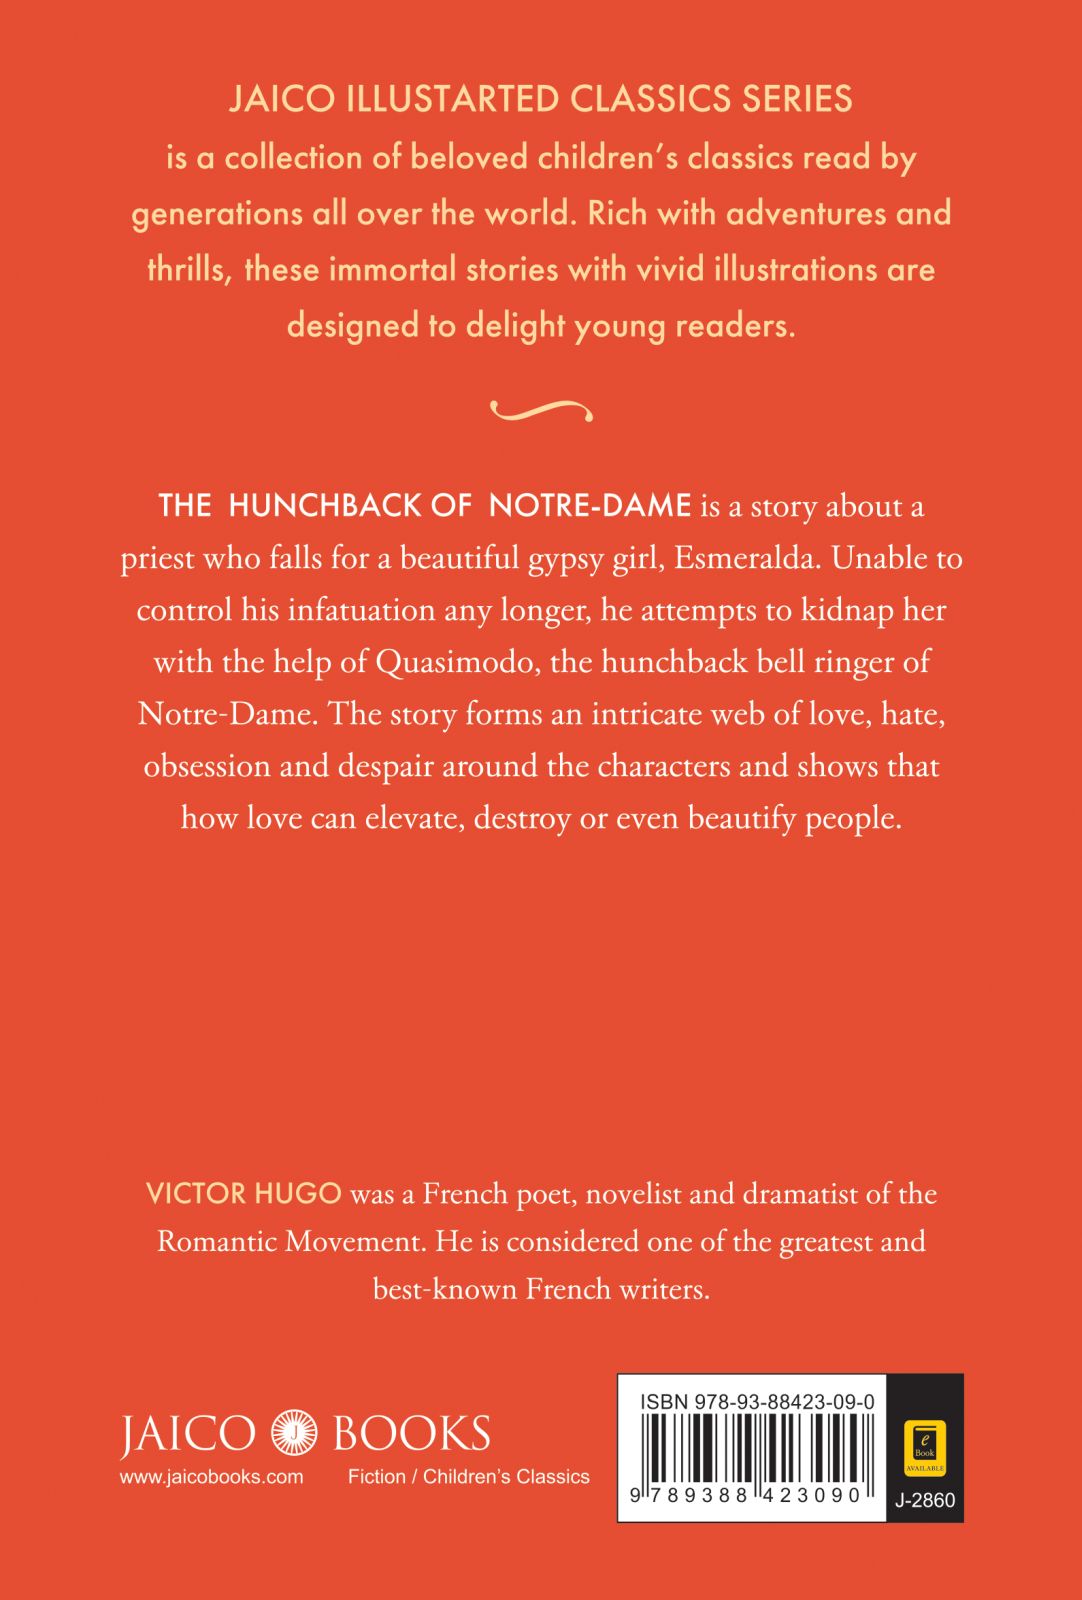 JAICO ILLUSTARTED CLASSICS SERIES
is a collection of beloved children's classics read by
generations all over the world. Rich with adventures and
thrills, these immortal stories with vivid illustrations are
designed to delight young readers.
THE HUNCHBACK OF NOTRE-DAME is a story about a
priest who falls for a beautiful gypsy girl, Esmeralda. Unable to
control his infatuation any longer, he attempts to kidnap her
with the help of Quasimodo, the hunchback bell ringer of
Notre-Dame. The story forms an intricate web of love, hate,
obsession and despair around the characters and shows that
how love can elevate, destroy or even beautify people.
VICTOR HUGO was a French poet, novelist and dramatist of the
Romantic Movement. He is considered one of the greatest and
best-known French writers.
JAICO J BOOKS
www.jaicobooks.com Fiction / Children's Classics
ISBN 978-93-88423-09-0
9 789388 423090
e
Book
AVAILABLE
J-2860